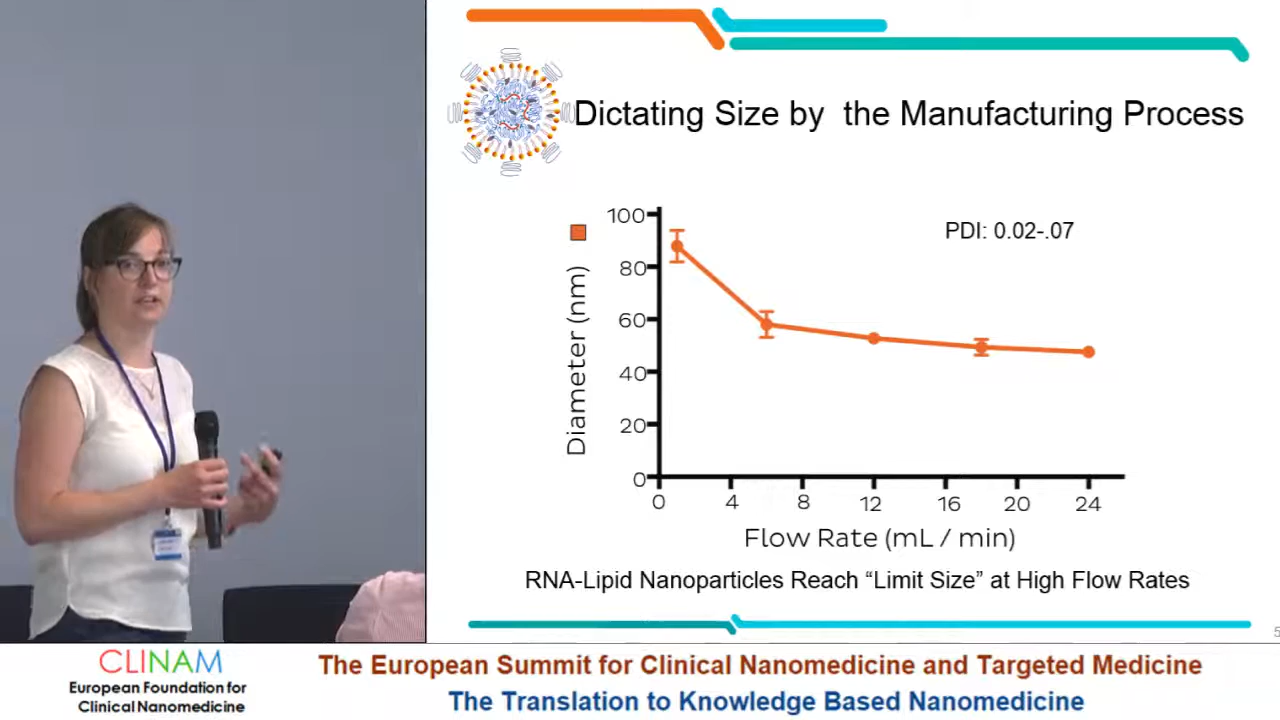 Dictating Size by the Manufacturing Process
PDI: 0.02-.07
100
80
60
40
20
0
Diameter (nm)
0 4 8 12 16 20 24
Flow Rate (mL / min)
RNA-Lipid Nanoparticles Reach “Limit Size” at High Flow Rates
5
CLINAM
European Foundation for
Clinical Nanomedicine
The European Summit for Clinical Nanomedicine and Targeted Medicine
The Translation to Knowledge Based Nanomedicine